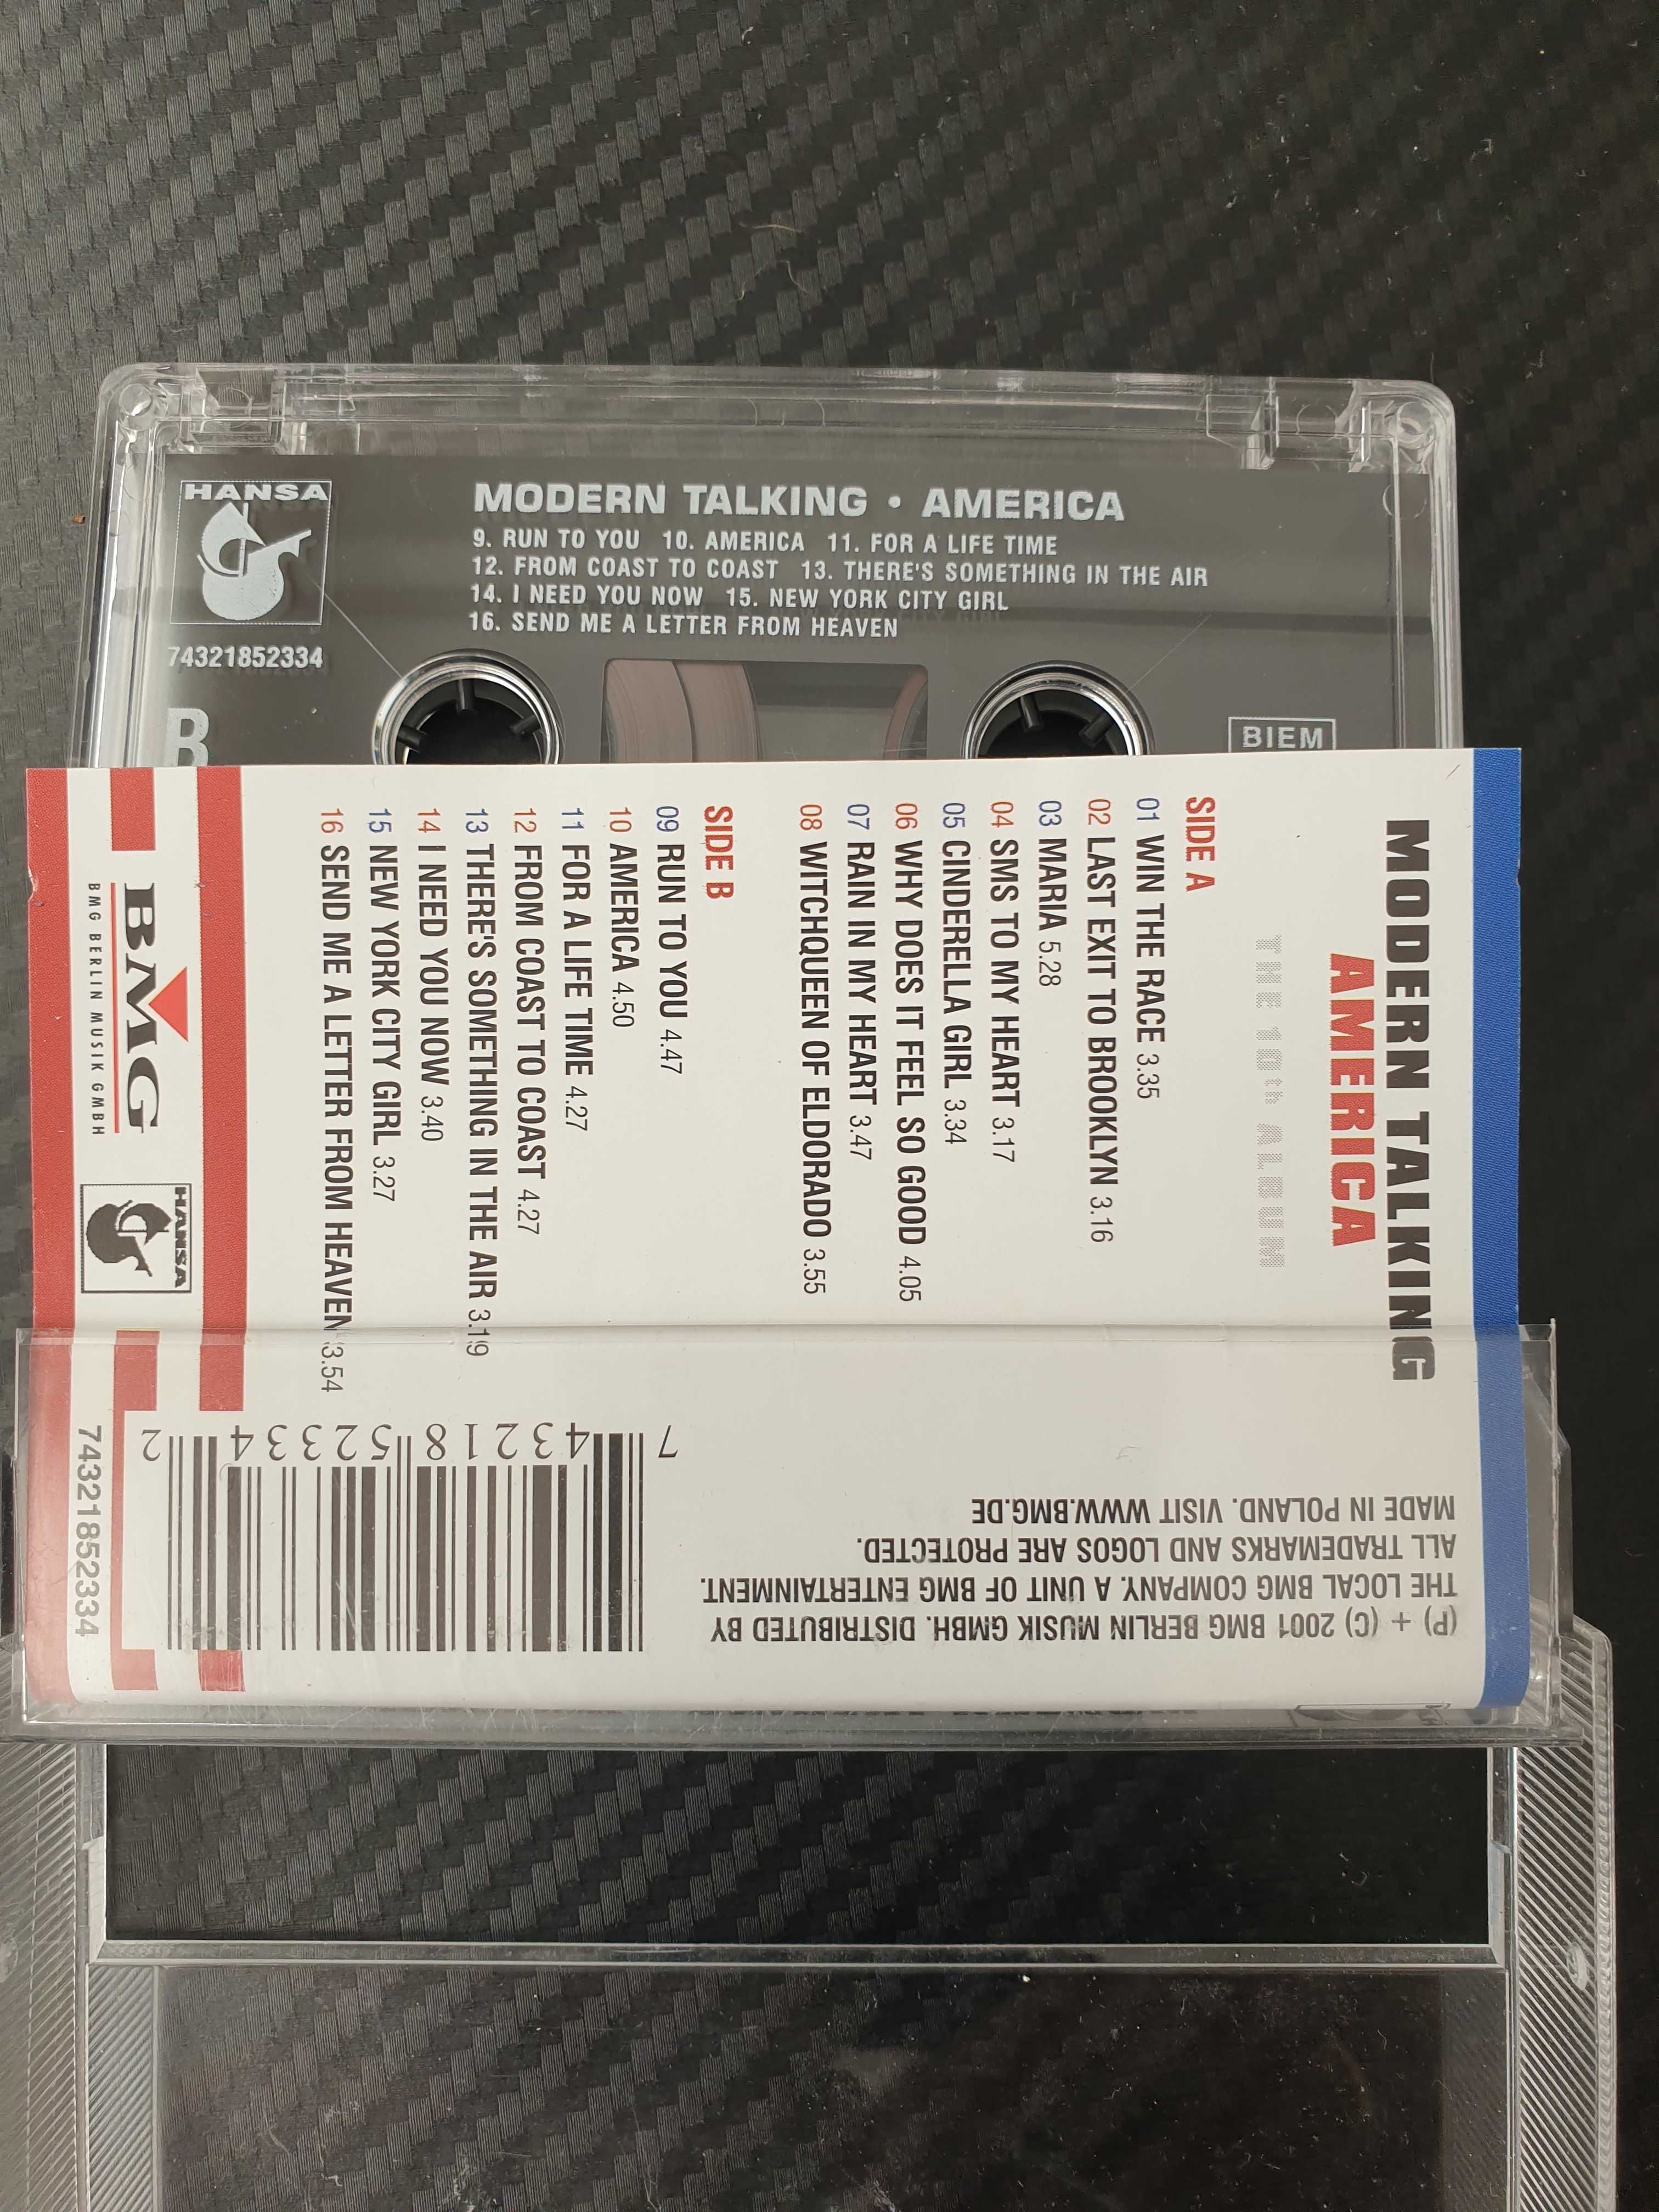 HANSA
MODERN TALKING • AMERICA
9. RUN TO YOU 10. AMERICA 11. FOR A LIFE TIME
12. FROM COAST TO COAST 13. THERE'S SOMETHING IN THE AIR
14. I NEED YOU NOW 15. NEW YORK CITY GIRL
16. SEND ME A LETTER FROM HEAVEN
74321852334
B
BIEM
MODERN TALKING
AMERICA
THE 10th ALBUM
SIDE A
01 WIN THE RACE 3.35
02 LAST EXIT TO BROOKLYN 3.16
03 MARIA 5.28
04 SMS TO MY HEART 3.17
05 CINDERELLA GIRL 3.34
06 WHY DOES IT FEEL SO GOOD 4.05
07 RAIN IN MY HEART 3.47
08 WITCHQUEEN OF ELDORADO 3.55
SIDE B
09 RUN TO YOU 4.47
10 AMERICA 4.50
11 FOR A LIFE TIME 4.27
12 FROM COAST TO COAST 4.27
13 THERE'S SOMETHING IN THE AIR 3.19
14 I NEED YOU NOW 3.40
15 NEW YORK CITY GIRL 3.27
16 SEND ME A LETTER FROM HEAVEN 3.54
BMG
BMG BERLIN MUSIK GMBH
HANSA
74321852334
(P) + (C) 2001 BMG BERLIN MUSIK GMBH. DISTRIBUTED BY
THE LOCAL BMG COMPANY. A UNIT OF BMG ENTERTAINMENT.
ALL TRADEMARKS AND LOGOS ARE PROTECTED.
MADE IN POLAND. VISIT WWW.BMG.DE
7 43218 52334 2